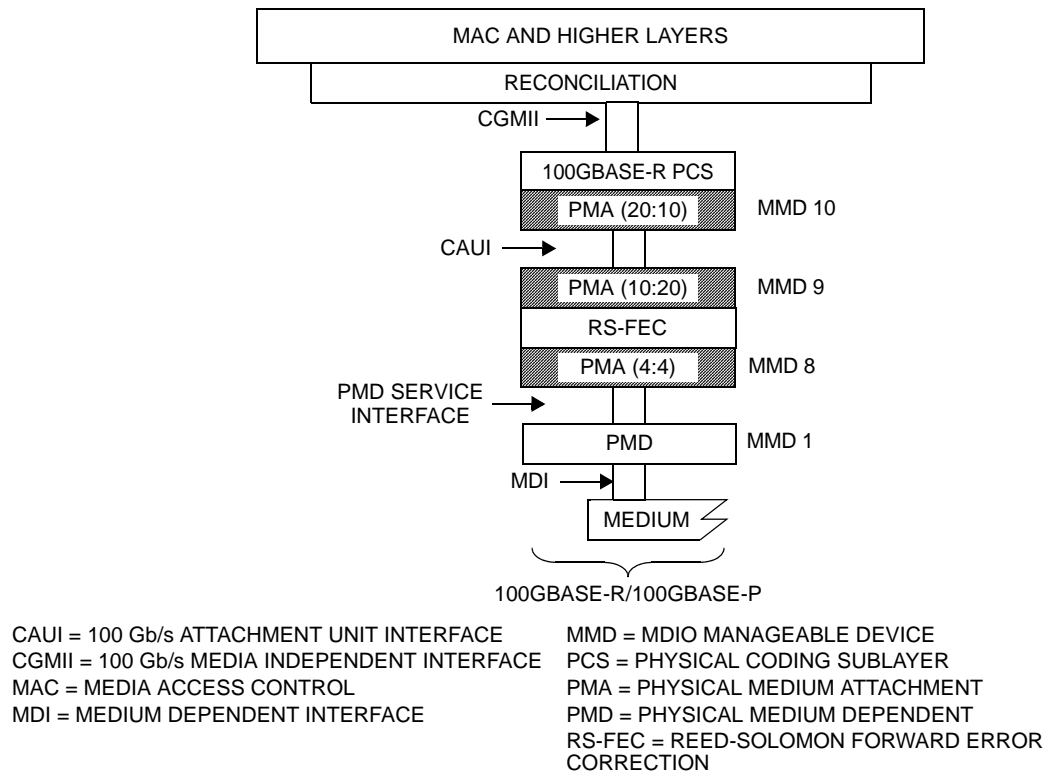 MAC AND HIGHER LAYERS
RECONCILIATION
CGMII
100GBASE-R PCS
PMA (20:10)
MMD 10
CAUI
PMA (10:20)
MMD 9
RS-FEC
PMA (4:4)
MMD 8
PMD SERVICE
INTERFACE
PMD
MMD 1
MDI
MEDIUM
100GBASE-R/100GBASE-P
CAUI = 100 Gb/s ATTACHMENT UNIT INTERFACE
CGMII = 100 Gb/s MEDIA INDEPENDENT INTERFACE
MAC = MEDIA ACCESS CONTROL
MDI = MEDIUM DEPENDENT INTERFACE
MMD = MDIO MANAGEABLE DEVICE
PCS = PHYSICAL CODING SUBLAYER
PMA = PHYSICAL MEDIUM ATTACHMENT
PMD = PHYSICAL MEDIUM DEPENDENT
RS-FEC = REED-SOLOMON FORWARD ERROR
CORRECTION